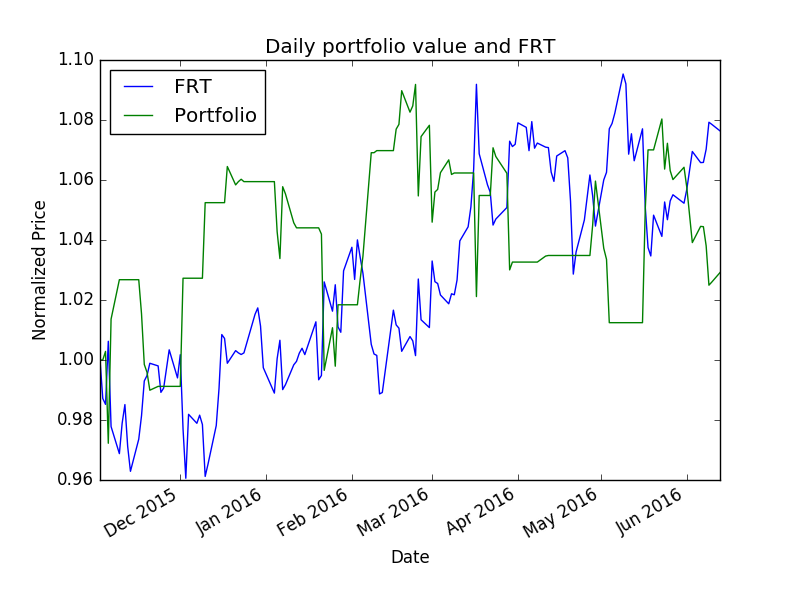 Daily portfolio value and FRT
1.10
1.08
1.06
1.04
1.02
1.00
0.98
0.96
Normalized Price
FRT
Portfolio
Dec 2015
Jan 2016
Feb 2016
Mar 2016
Apr 2016
May 2016
Jun 2016
Date